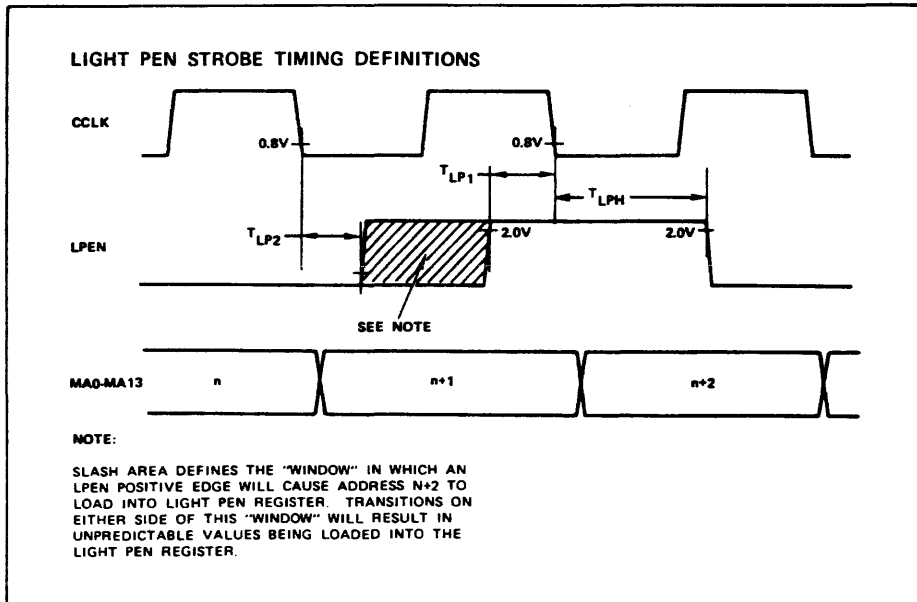 LIGHT PEN STROBE TIMING DEFINITIONS
CCLK
0.8V
0.8V
TLP1
TLPH
TLP2
LPEN
2.0V
2.0V
SEE NOTE
MA0-MA13
n
n+1
n+2
NOTE:
SLASH AREA DEFINES THE "WINDOW" IN WHICH AN
LPEN POSITIVE EDGE WILL CAUSE ADDRESS N+2 TO
LOAD INTO LIGHT PEN REGISTER. TRANSITIONS ON
EITHER SIDE OF THIS "WINDOW" WILL RESULT IN
UNPREDICTABLE VALUES BEING LOADED INTO THE
LIGHT PEN REGISTER.